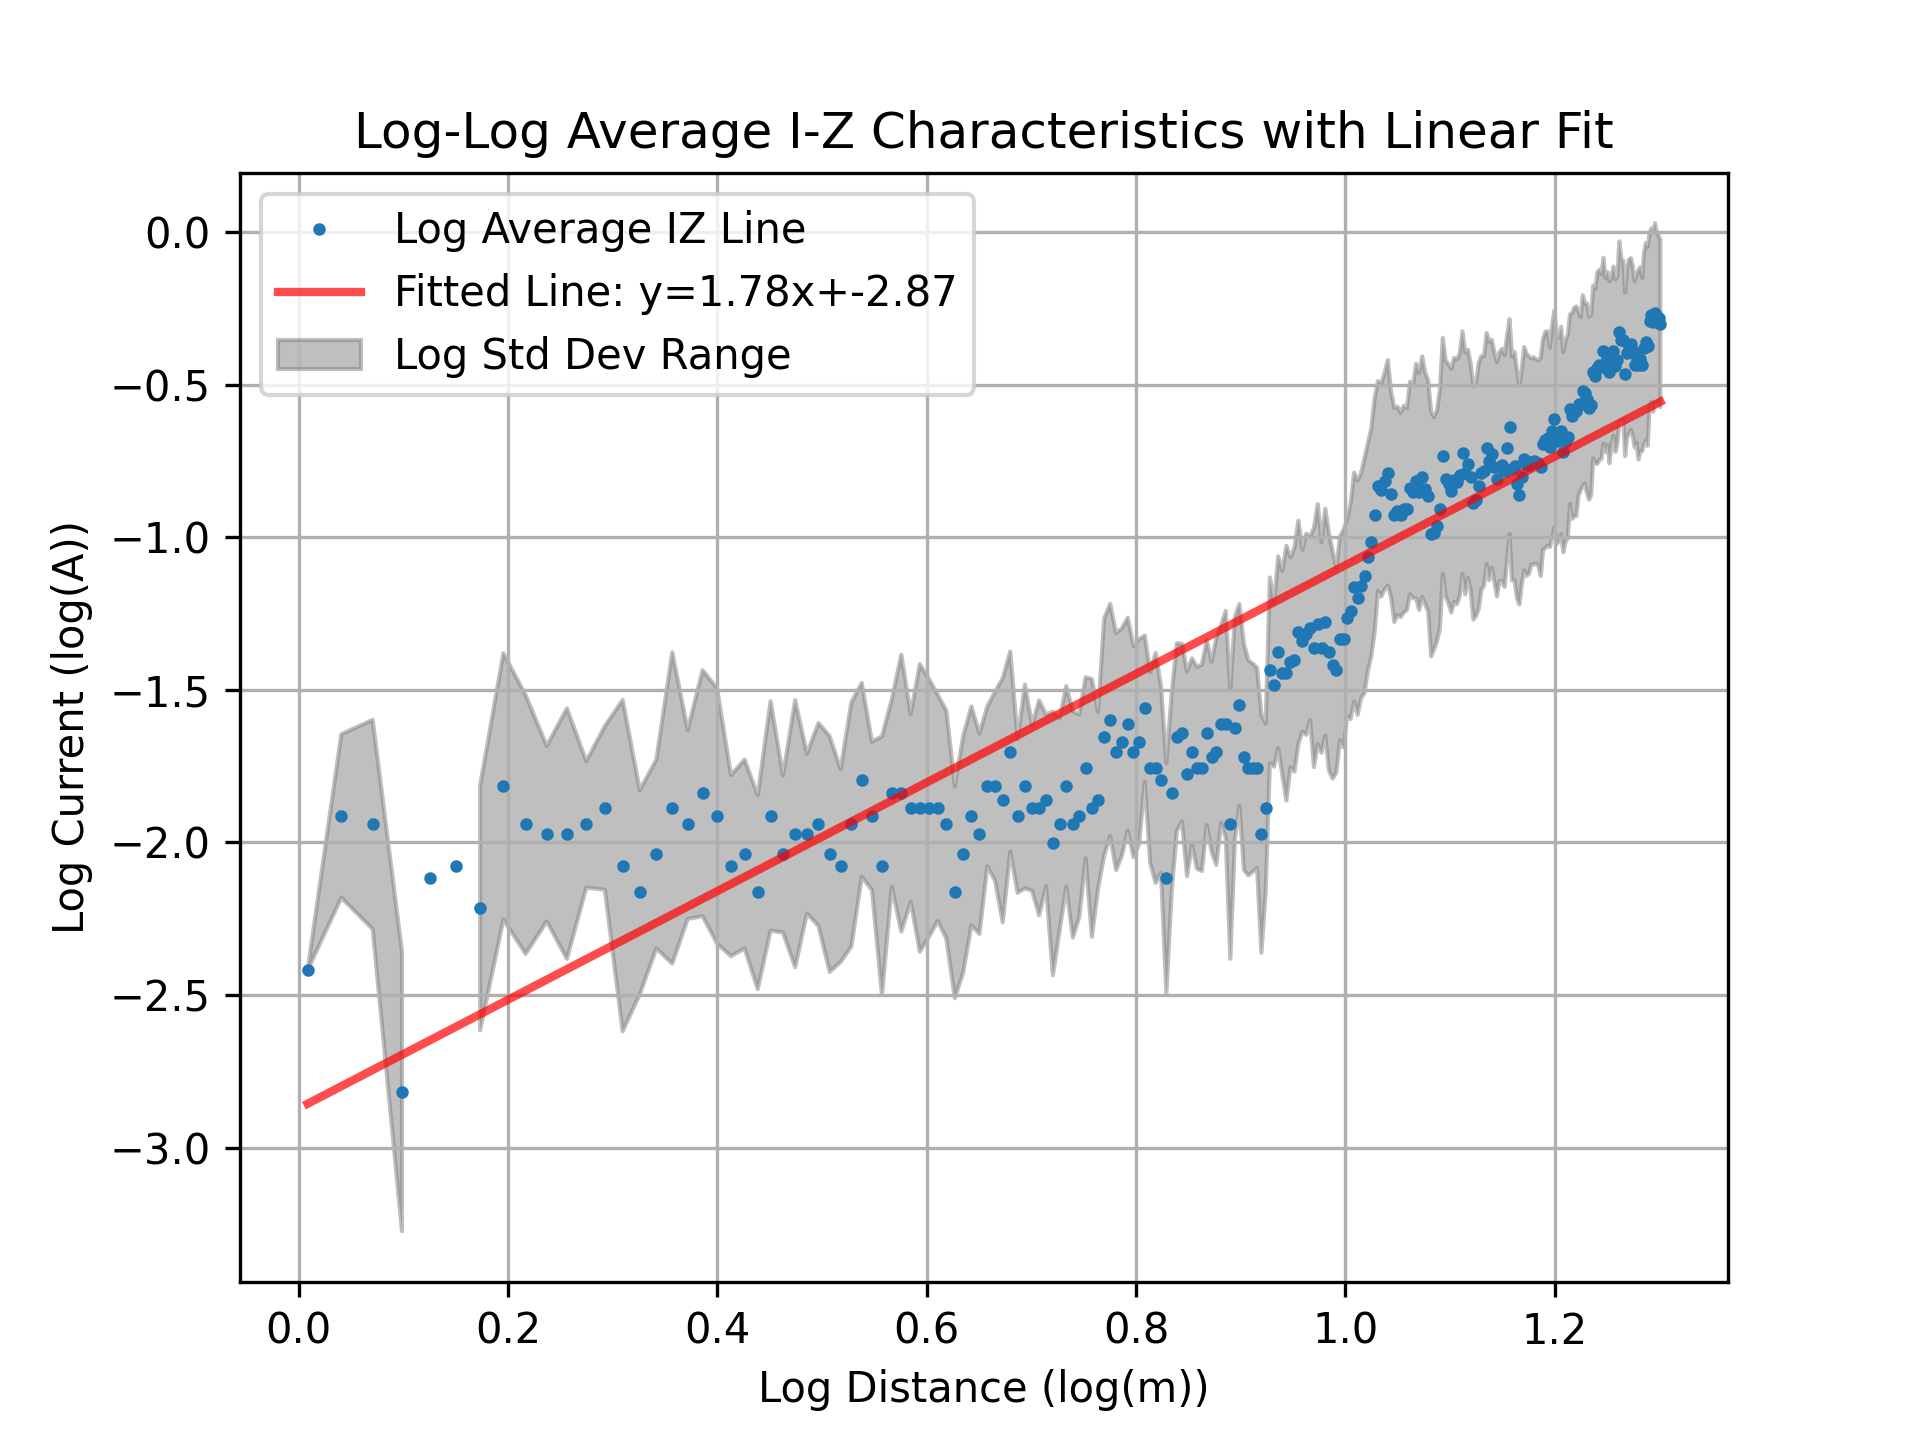 Log-Log Average I-Z Characteristics with Linear Fit
Log Average IZ Line
Fitted Line: y=1.78x+-2.87
Log Std Dev Range
0.0
−0.5
−1.0
−1.5
−2.0
−2.5
−3.0
Log Current (log(A))
0.0 0.2 0.4 0.6 0.8 1.0 1.2
Log Distance (log(m))